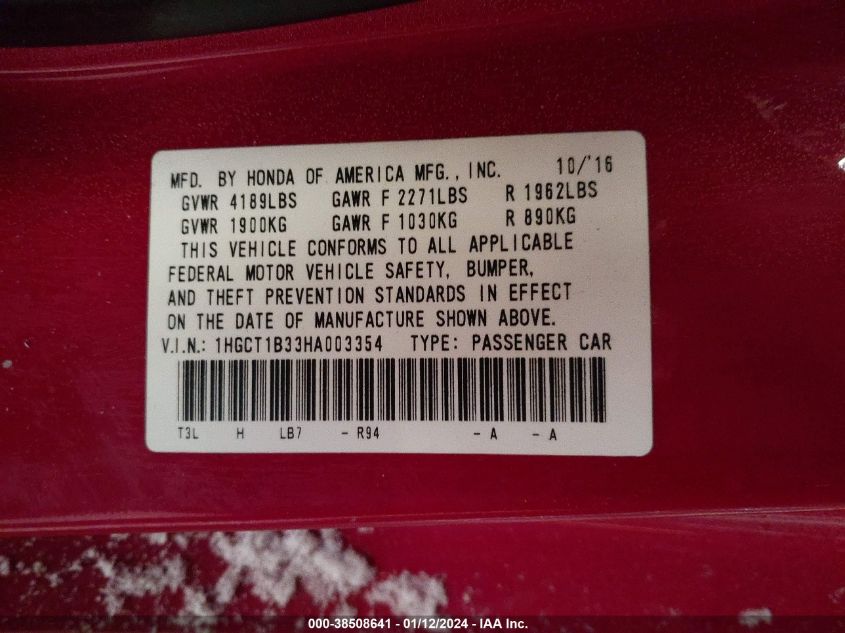 MFD. BY HONDA OF AMERICA MFG., INC. 10/'16
GVWR 4189LBS GAWR F 2271LBS R 1962LBS
GVWR 1900KG GAWR F 1030KG R 890KG
THIS VEHICLE CONFORMS TO ALL APPLICABLE
FEDERAL MOTOR VEHICLE SAFETY, BUMPER,
AND THEFT PREVENTION STANDARDS IN EFFECT
ON THE DATE OF MANUFACTURE SHOWN ABOVE.
V.I.N.: 1HGCT1B33HA003354 TYPE: PASSENGER CAR
T3L H LB7 - R94 - A - A
000-38508641 - 01/12/2024 - IAA Inc.